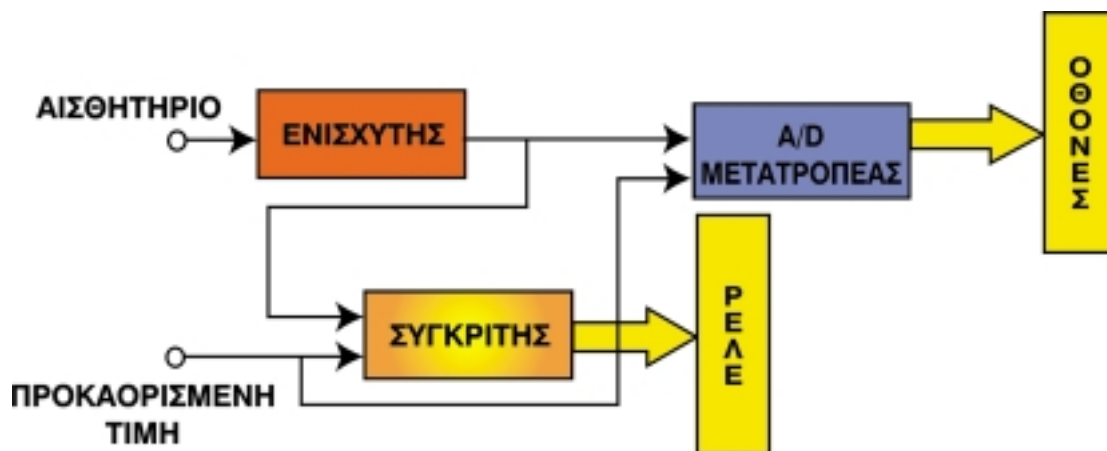 ΑΙΣΘΗΤΗΡΙΟ
ΕΝΙΣΧΥΤΗΣ
A/D
ΜΕΤΑΤΡΟΠΕΑΣ
ΟΘΟΝΕΣ
ΣΥΓΚΡΙΤΗΣ
ΡΕΛΕ
ΠΡΟΚΑΟΡΙΣΜΕΝΗ
ΤΙΜΗ